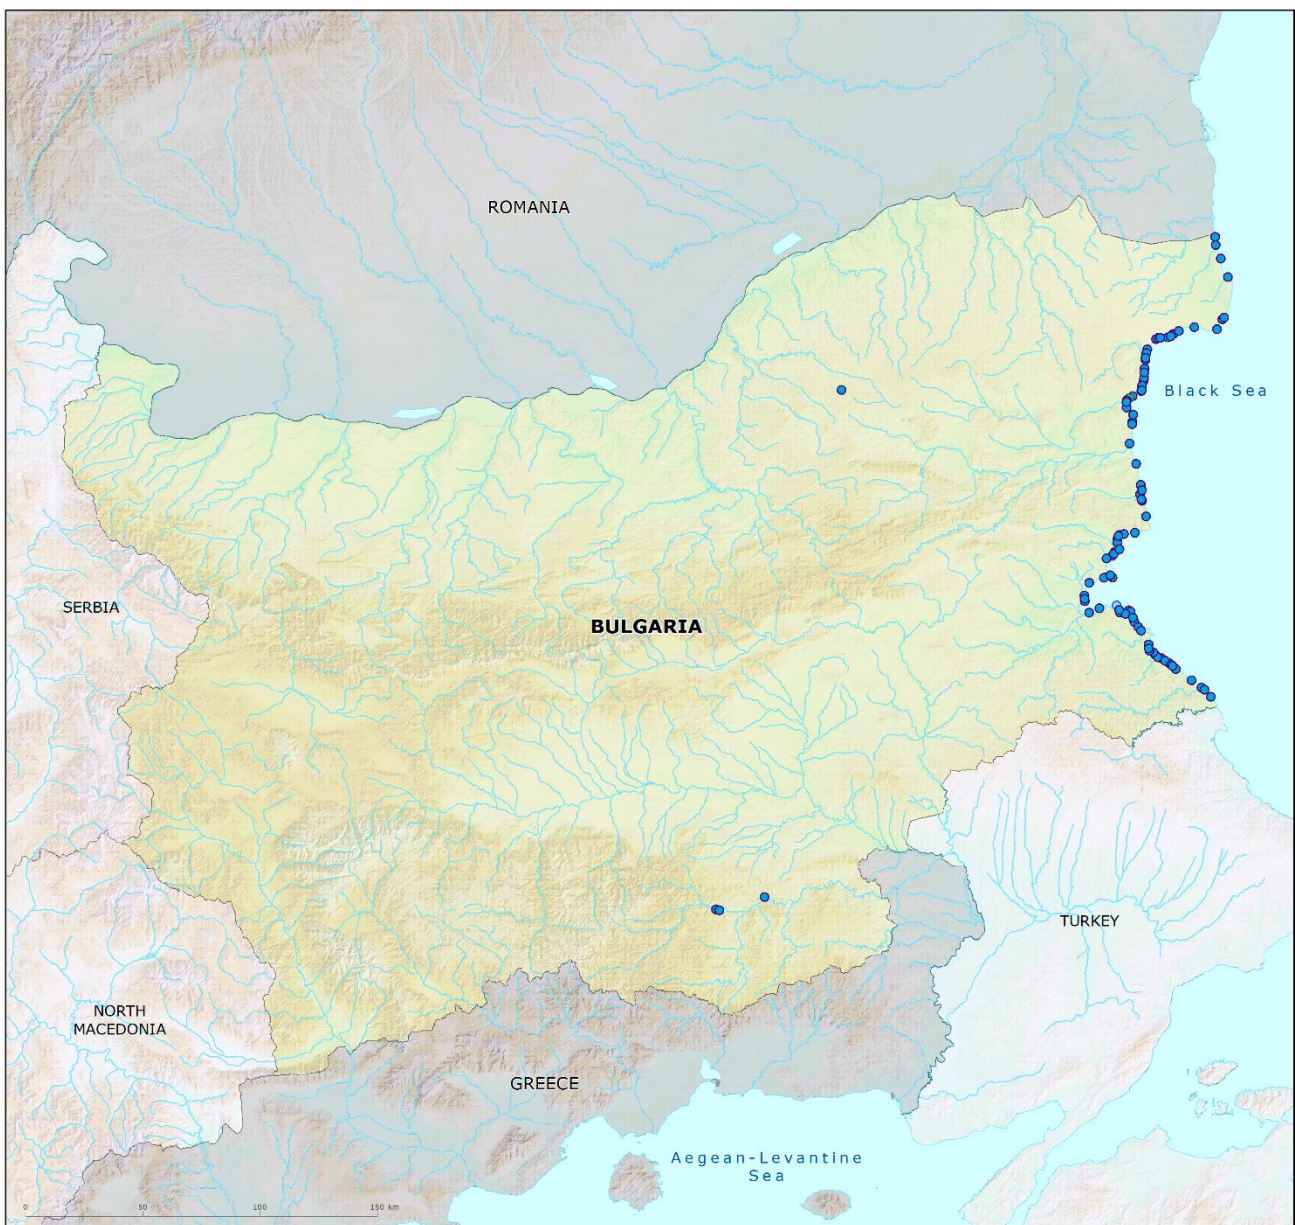 ROMANIA
Black Sea
SERBIA
BULGARIA
TURKEY
NORTH
MACEDONIA
GREECE
Aegean-Levantine
Sea
0 50 100 150 km